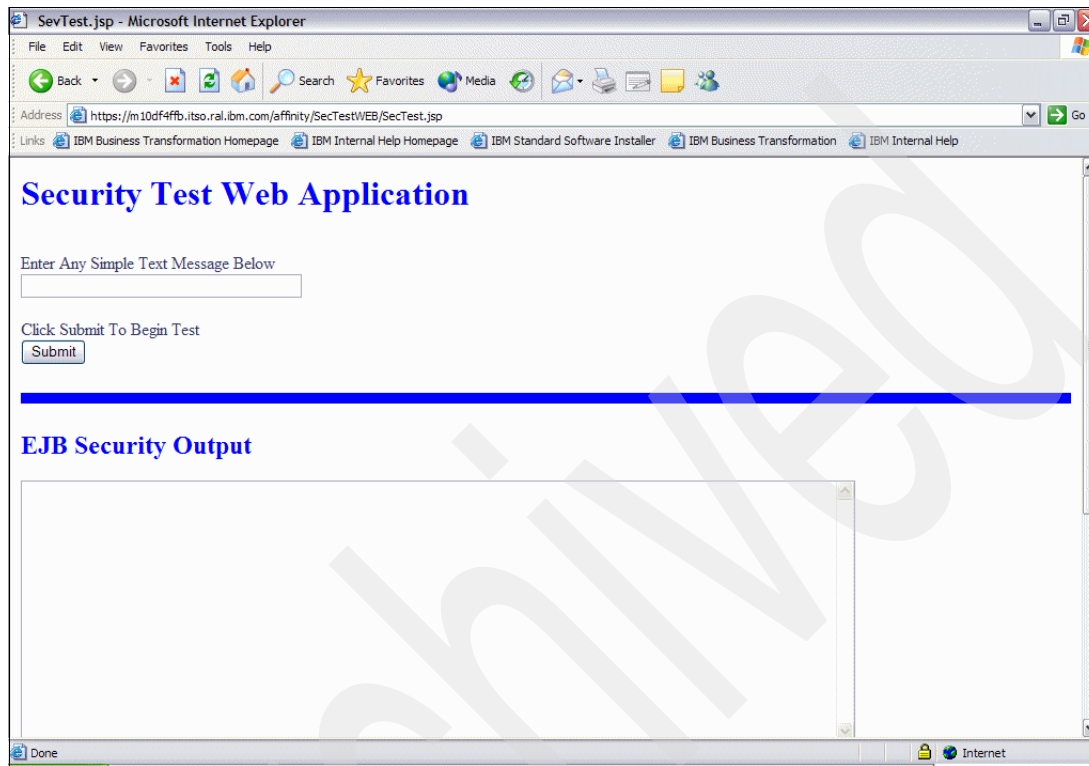 SevTest.jsp - Microsoft Internet Explorer
File Edit View Favorites Tools Help
Back Search Favorites Media
Address https://m10df4ffb.itso.ral.ibm.com/affinity/SecTestWEB/SecTest.jsp Go
Links IBM Business Transformation Homepage IBM Internal Help Homepage IBM Standard Software Installer IBM Business Transformation IBM Internal Help
Security Test Web Application
Enter Any Simple Text Message Below
Click Submit To Begin Test
Submit
EJB Security Output
Done Internet